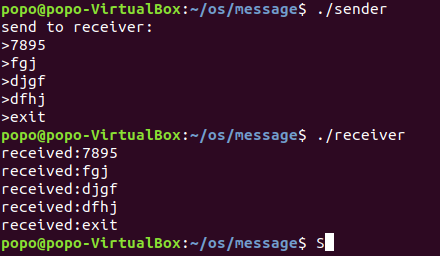 popo@popo-VirtualBox:~/os/message$ ./sender
send to receiver:
>7895
>fgj
>djgf
>dfhj
>exit
popo@popo-VirtualBox:~/os/message$ ./receiver
received:7895
received:fgj
received:djgf
received:dfhj
received:exit
popo@popo-VirtualBox:~/os/message$ S